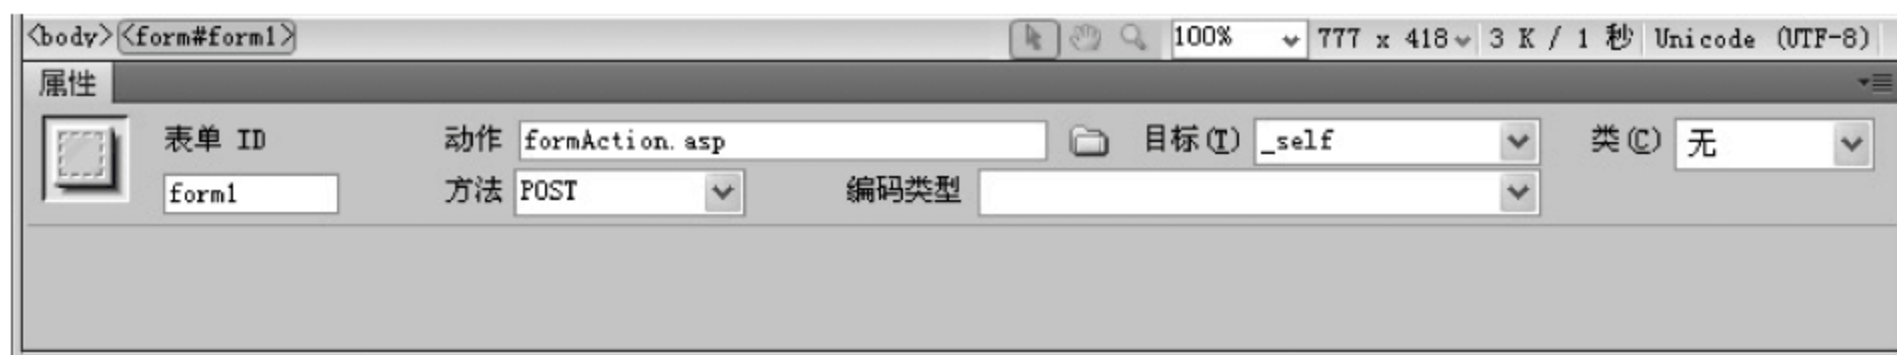 <body> <form#form1> 100% 777 x 418 3 K / 1 秒 Unicode (UTF-8)
属性
表单 ID 动作 formAction.asp 目标(T) _self 类(C) 无
form1 方法 POST 编码类型